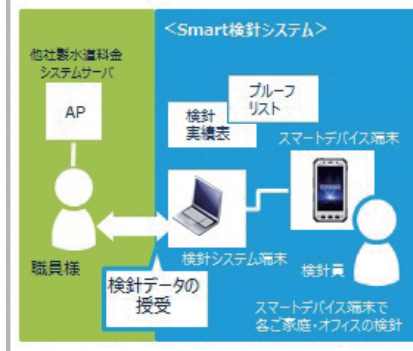 <Smart検針システム>
他社製水道料金
システムサーバ
AP
プルーフ
リスト
検針
実績表
スマートデバイス端末
検針システム端末
職員様
検針員
検針データの
授受
スマートデバイス端末で
各ご家庭・オフィスの検針